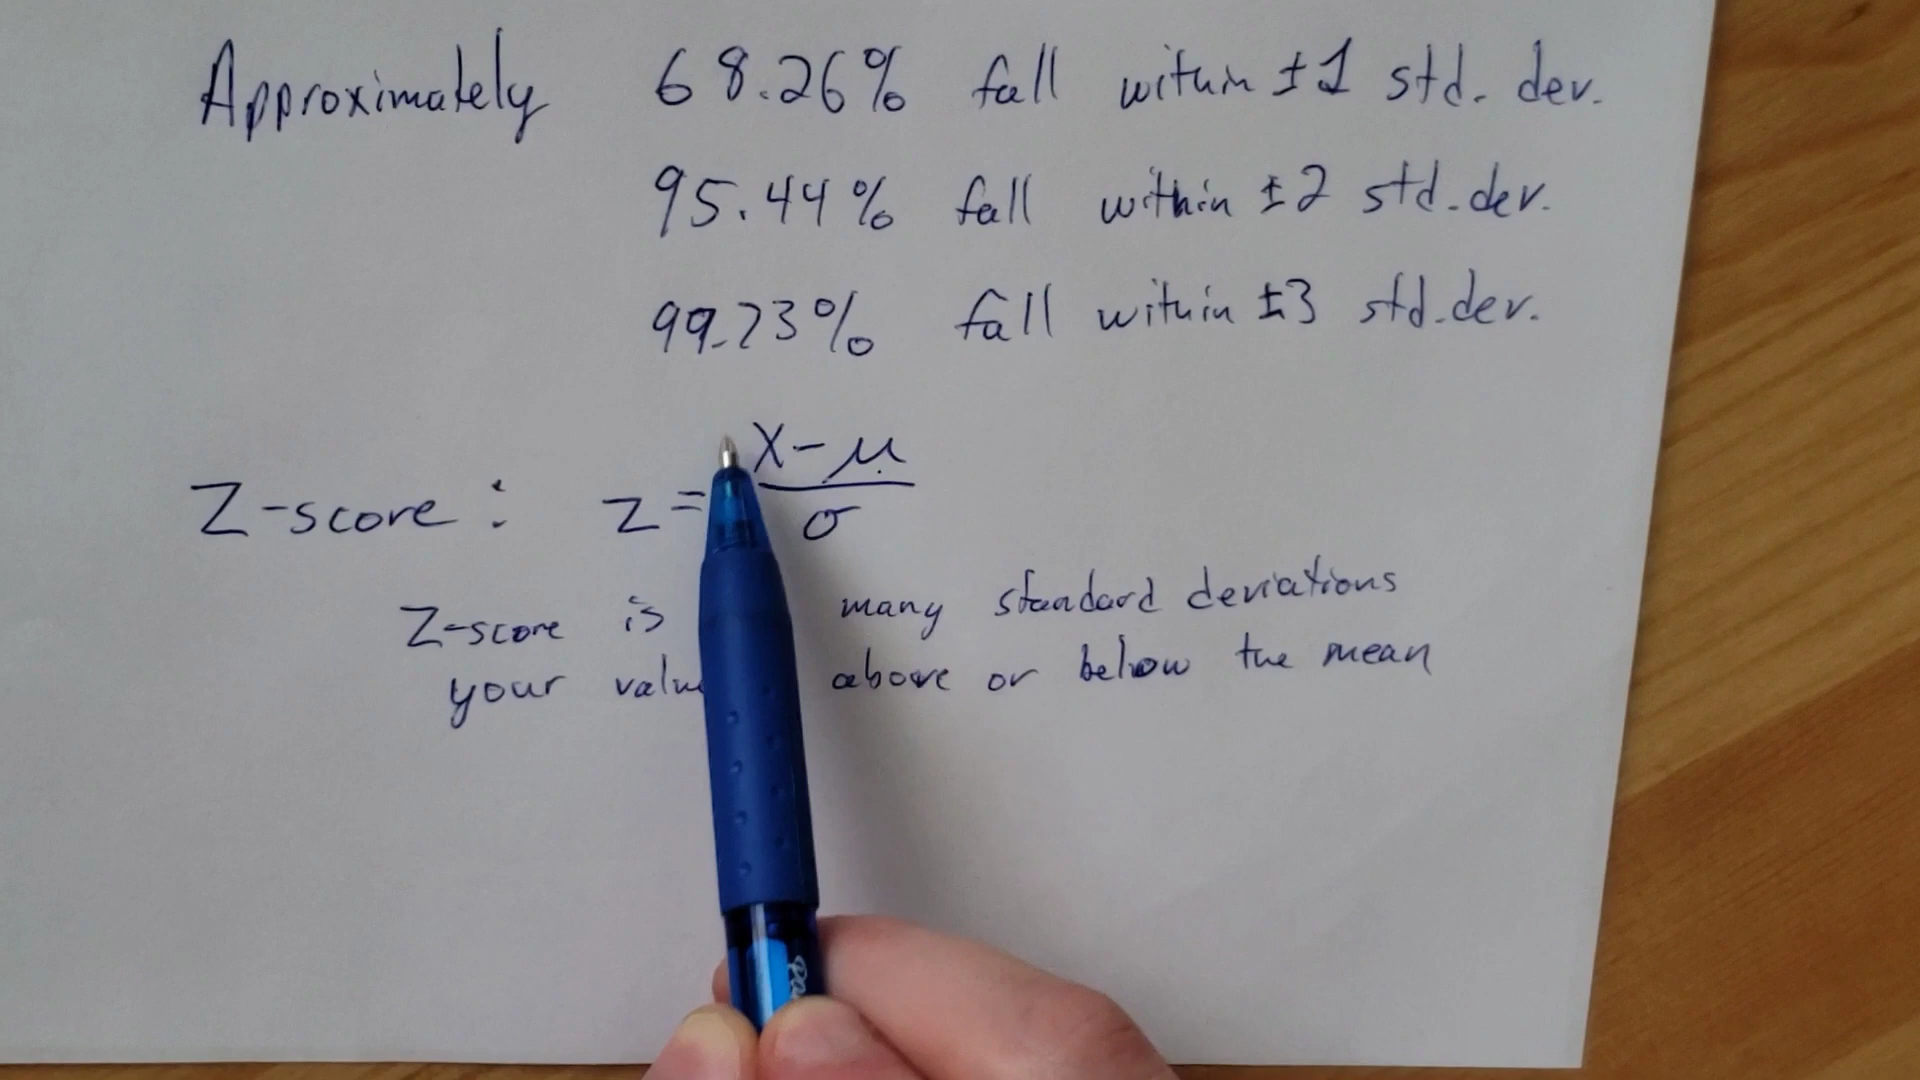 Approximately 68.26% fall within ±1 std. dev.
95.44% fall within ±2 std. dev.
99.73% fall within ±3 std. dev.
Z-score: z = x - μ / σ
Z-score is many standard deviations
your above or below the mean